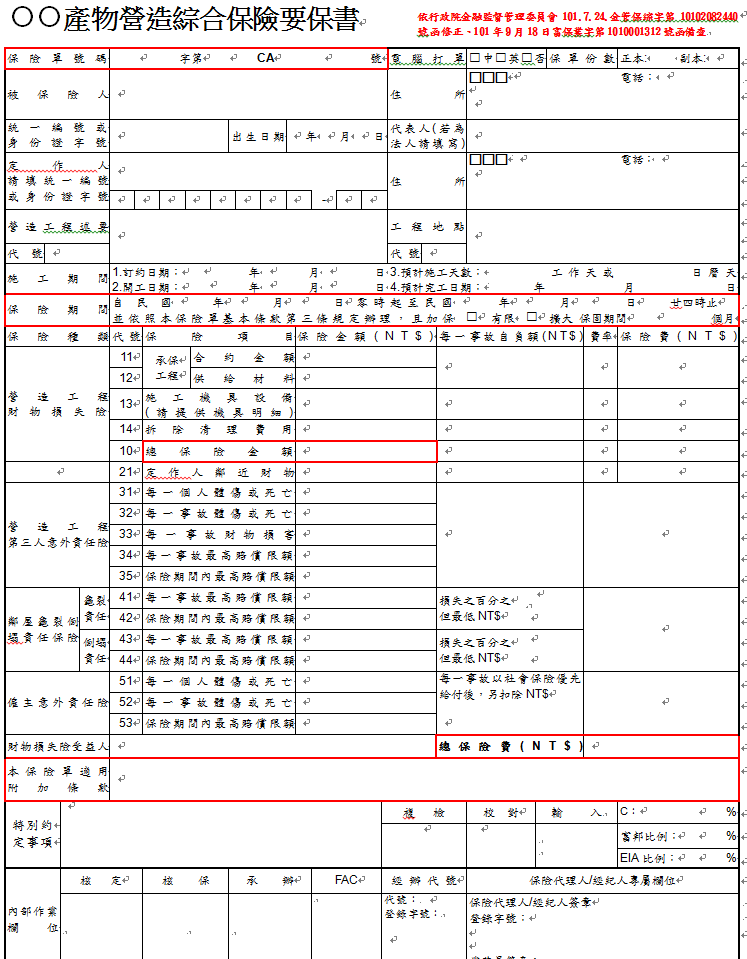 ○○產物營造綜合保險要保書
依行政院金融監督管理委員會 101.7.24.金管保綜字第 10102082440
號函修正、101 年 9 月 18 日富保業字第1010001312 號函備查.
保險單號碼 字第 CA 號 電腦打單 □中□英□否 保單份數 正本: 副本:
被保險人 住所 □□□ 電話:
統一編號或
身份證字號 出生日期 年 月 日 代表人(若為
法人請填寫)
定作人
請填統一編號
或身份證字號 - 住所 □□□ 電話:
營造工程述要 工程地點
代號 代號
施工期間 1.訂約日期: 年 月 日 3.預計施工天數: 工作天或 日曆天
2.開工日期: 年 月 日 4.預計完工日期: 年 月 日
保險期間 自民國 年 月 日零時起至民國 年 月 日 廿四時止
並依照本保險單基本條款第三條規定辦理,且加保 □ 有限 □ 擴大 保固期間 個月
保險種類 代號 保險項目 保險金額(NT$) 每一事故自負額(NT$) 費率 保險費(NT$)
營造工程
財物損失險
承保
工程
11 合約金額
12 供給材料
13 施工機具設備
(請提供機具明細)
14 拆除清理費用
10 總保險金額
21 定作人鄰近財物
營造工程
第三人意外責任險
31 每一個人體傷或死亡
32 每一事故體傷或死亡
33 每一事故財物損害
34 每一事故最高賠償限額
35 保險期間內最高賠償限額
鄰屋龜裂倒
塌責任保險
龜裂
責任
41 每一事故最高賠償限額
42 保險期間內最高賠償限額
損失之百分之
但最低 NT$
倒塌
責任
43 每一事故最高賠償限額
44 保險期間內最高賠償限額
損失之百分之
但最低 NT$
僱主意外責任險
51 每一個人體傷或死亡
52 每一事故體傷或死亡
53 保險期間內最高賠償限額
每一事故以社會保險優先
給付後,另扣除 NT$
財物損失險受益人 總保險費(NT$)
本保險單適用
附加條款
特別約
定事項
複檢 校對 輸入 C: %
富邦比例: %
EIA 比例: %
內部作業
欄位
核定 核保 承辦 FAC 經辦代號 保險代理人/經紀人專屬欄位
代號:
登錄字號:
保險代理人/經紀人簽章
登錄字號: